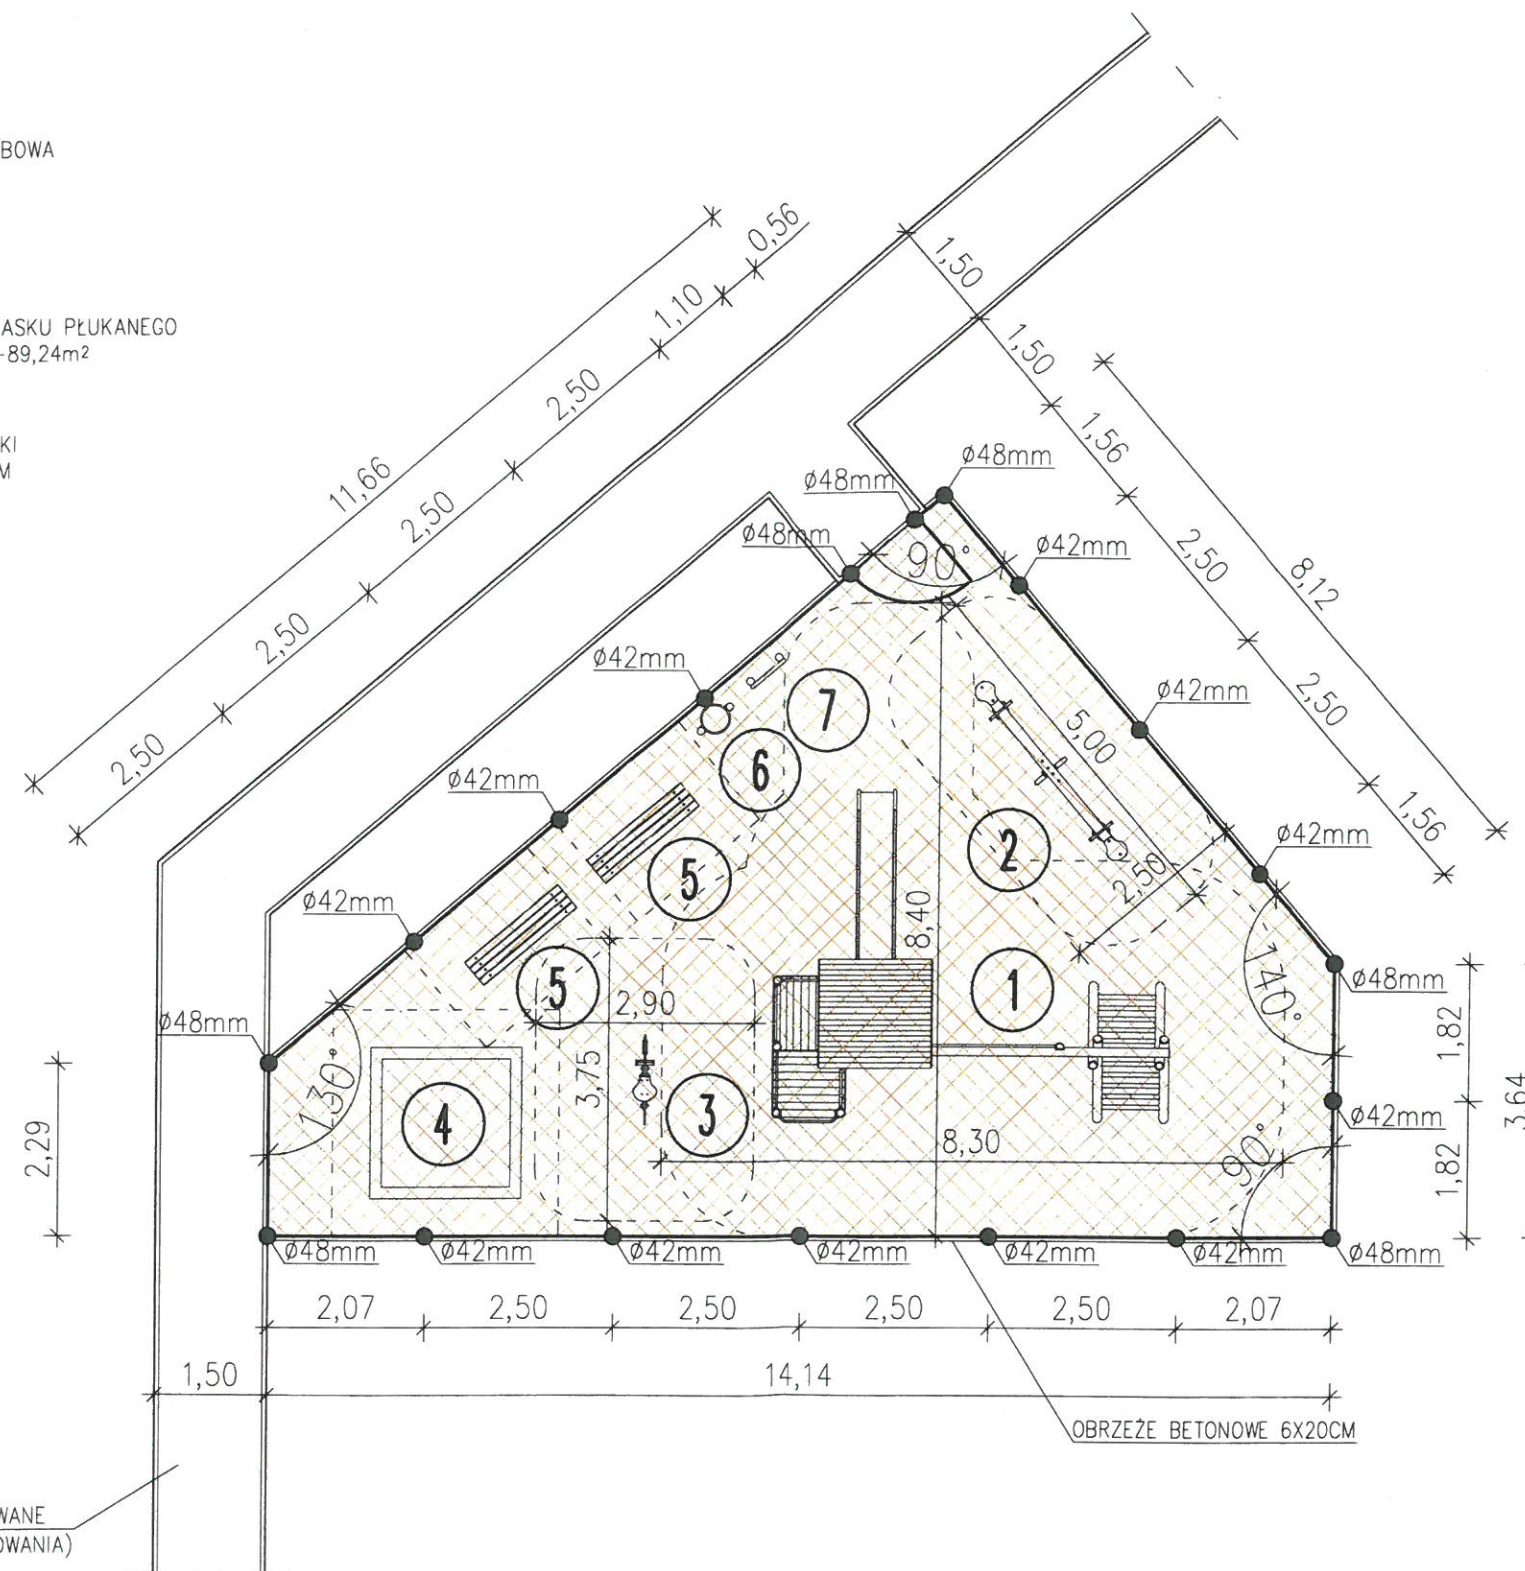 BOWA
ASKU PŁUKANEGO
-89,24m²
KI
M
11,66
2,50
2,50
2,50
2,50
1,10
0,56
1,50
1,50
1,56
2,50
2,50
1,56
8,12
ø48mm
ø48mm
ø48mm
90°
ø42mm
ø42mm
ø42mm
7
6
5,00
ø42mm
5
2
ø42mm
2,50
ø42mm
8,40
5
1
140°
ø48mm
ø48mm
2,90
1,82
130°
3,75
4
3
ø42mm
3,64
2,29
8,30
90°
1,82
ø48mm
ø42mm
ø42mm
ø42mm
ø42mm
ø42mm
ø48mm
2,07
2,50
2,50
2,50
2,50
2,07
1,50
14,14
OBRZEŻE BETONOWE 6X20CM
WANE
OWANIA)